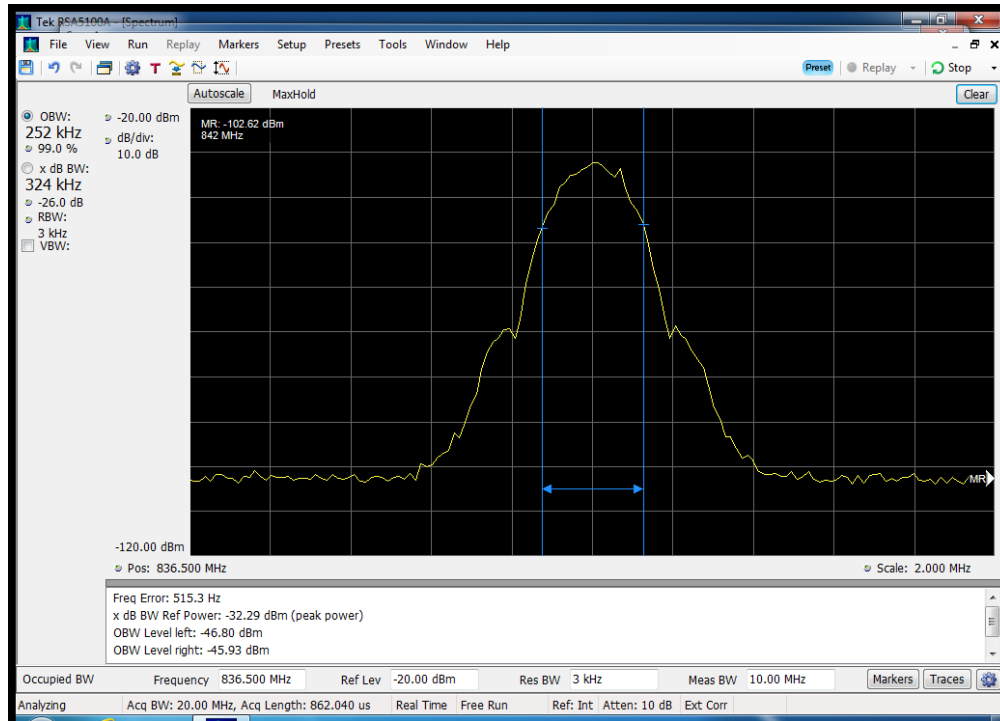 Tek RSA5100A - [Spectrum]
File View Run Replay Markers Setup Presets Tools Window Help
T Preset Replay Stop
Autoscale MaxHold Clear
OBW:
252 kHz
99.0 %
x dB BW:
324 kHz
-26.0 dB
RBW:
3 kHz
VBW:
-20.00 dBm
dB/div:
10.0 dB
MR: -102.62 dBm
842 MHz
MR
-120.00 dBm
Pos: 836.500 MHz Scale: 2.000 MHz
Freq Error: 515.3 Hz
x dB BW Ref Power: -32.29 dBm (peak power)
OBW Level left: -46.80 dBm
OBW Level right: -45.93 dBm
Occupied BW Frequency 836.500 MHz Ref Lev -20.00 dBm Res BW 3 kHz Meas BW 10.00 MHz Markers Traces
Analyzing Acq BW: 20.00 MHz, Acq Length: 862.040 us Real Time Free Run Ref: Int Atten: 10 dB Ext Corr